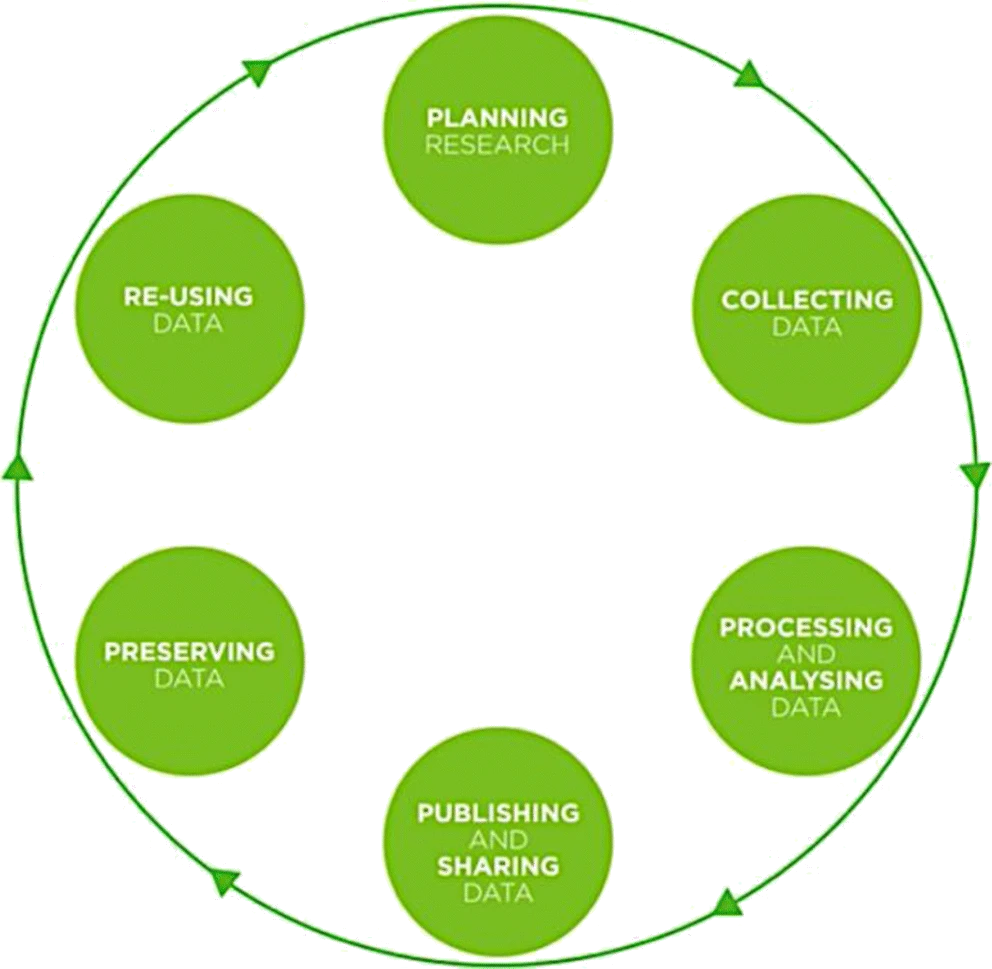 PLANNING
RESEARCH
COLLECTING
DATA
PROCESSING
AND
ANALYSING
DATA
PUBLISHING
AND
SHARING
DATA
PRESERVING
DATA
RE-USING
DATA